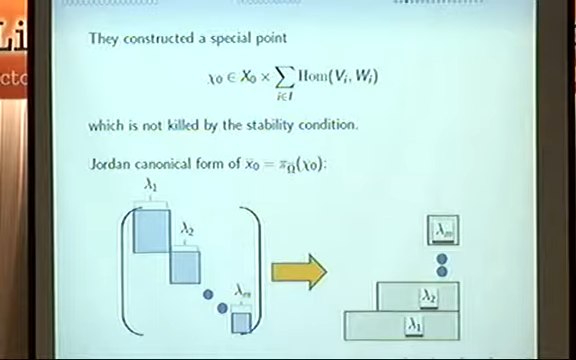 They constructed a special point
χ₀ ∈ X₀ × ∑ Hom(Vᵢ, Wᵢ)
i∈I
which is not killed by the stability condition.
Jordan canonical form of x₀ = π_Ω(χ₀):
λ₁
λ₂
λₘ
λₘ
λ₂
λ₁